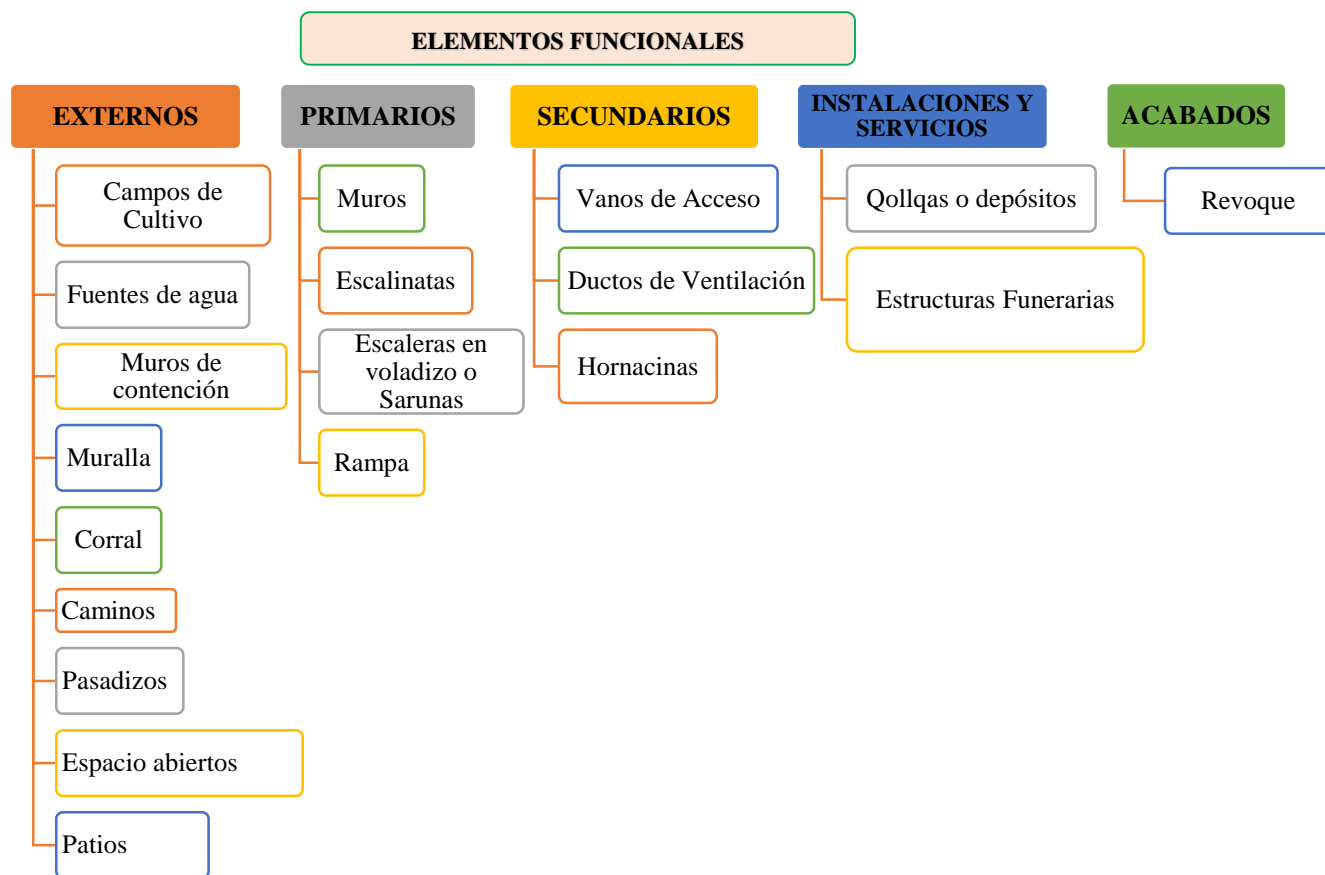 ELEMENTOS FUNCIONALES
EXTERNOS
Campos de
Cultivo
Fuentes de agua
Muros de
contención
Muralla
Corral
Caminos
Pasadizos
Espacio abiertos
Patios
PRIMARIOS
Muros
Escalinatas
Escaleras en
voladizo o
Sarunas
Rampa
SECUNDARIOS
Vanos de Acceso
Ductos de Ventilación
Hornacinas
INSTALACIONES Y
SERVICIOS
Qollqas o depósitos
Estructuras Funerarias
ACABADOS
Revoque